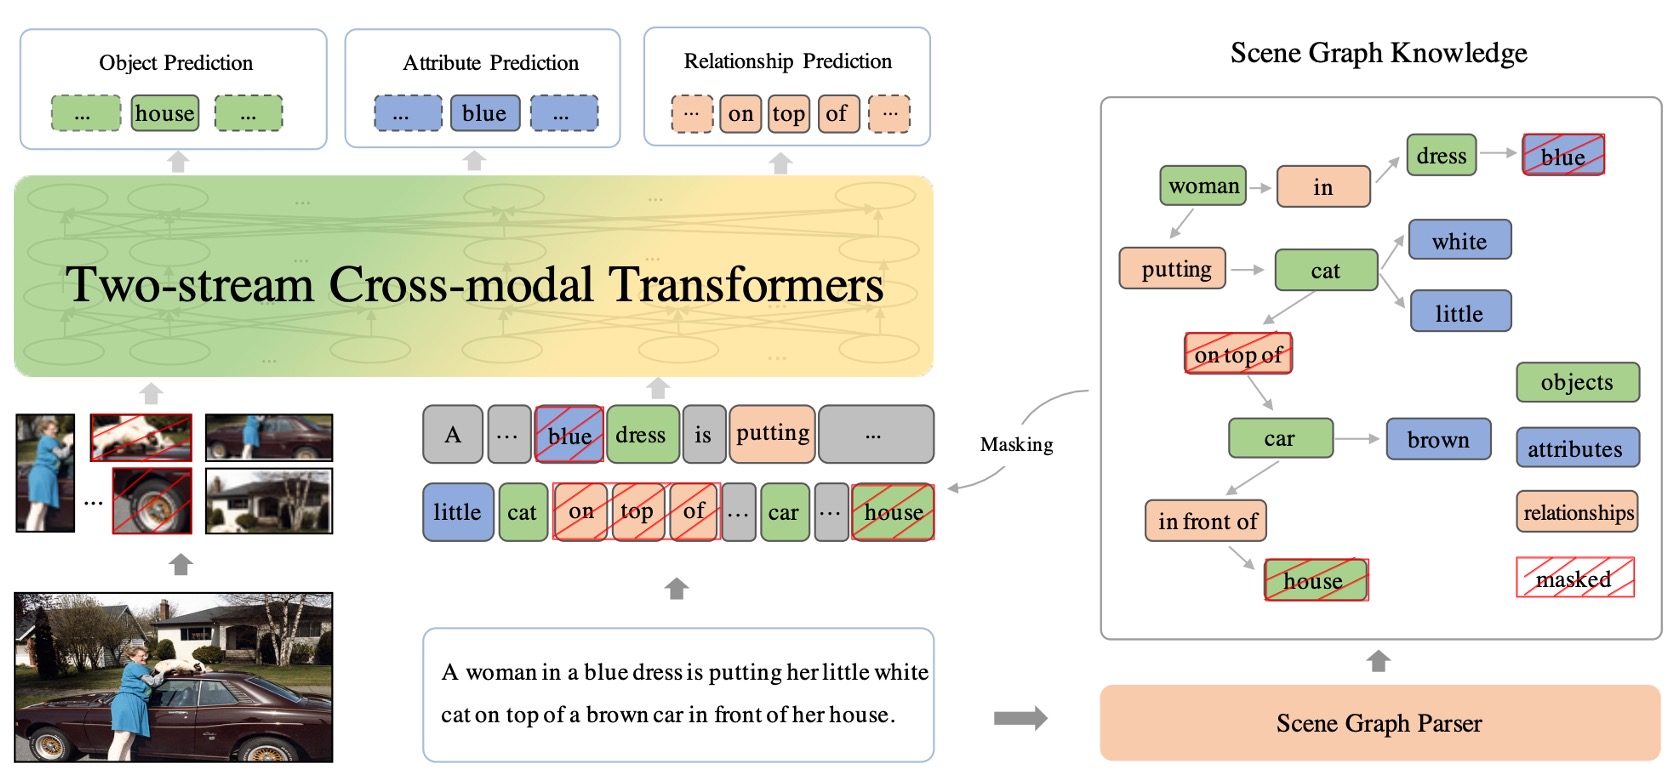 Object Prediction
... house ...
Attribute Prediction
... blue ...
Relationship Prediction
... on top of ...
Two-stream Cross-modal Transformers
...
A ... blue dress is putting ...
little cat on top of ... car ... house
A woman in a blue dress is putting her little white
cat on top of a brown car in front of her house.
Masking
Scene Graph Knowledge
dress blue
woman in
white
putting cat
little
on top of
car brown
in front of
house
objects
attributes
relationships
masked
Scene Graph Parser